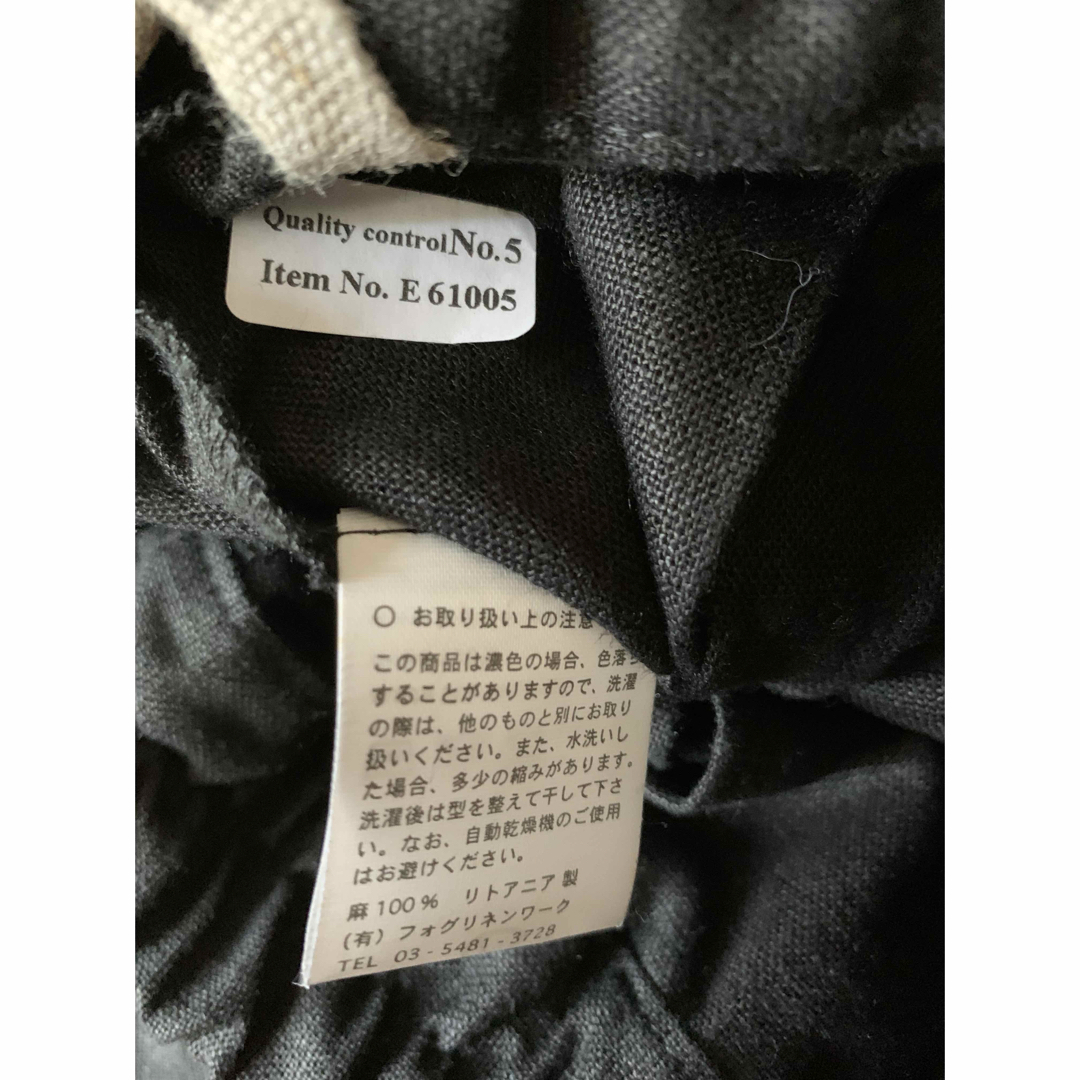 Quality control No.5
Item No. E 61005
○ お取り扱い上の注意
この商品は濃色の場合、色落ち
することがありますので、洗濯
の際は、他のものと別にお取り
扱いください。また、水洗いし
た場合、多少の縮みがあります。
洗濯後は型を整えて干して下さ
い。なお、自動乾燥機のご使用
はお避けください。
麻100% リトアニア製
(有) フォグリネンワーク
TEL 03-5481-3728